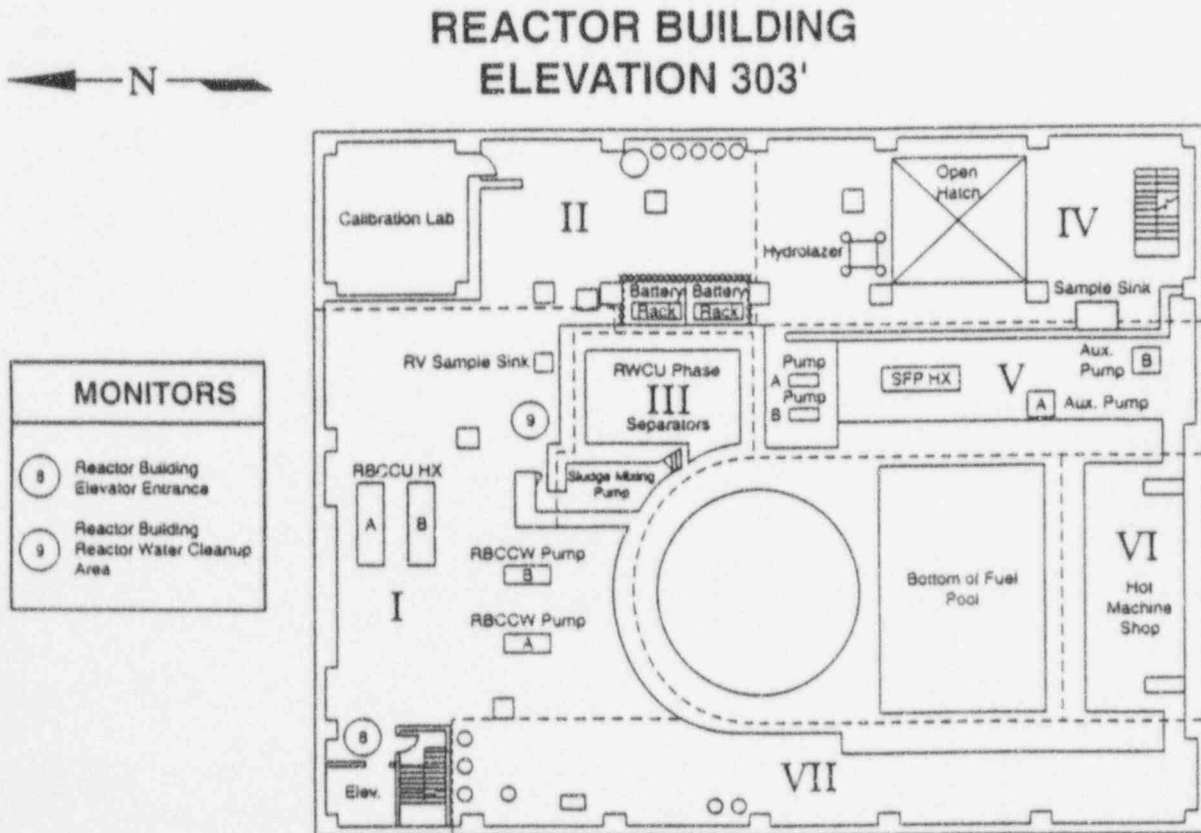 REACTOR BUILDING
ELEVATION 303'
N
Calibration Lab
II
Open
Hatch
IV
Hydrolazer
Sample Sink
Battery Battery
Rack Rack
RV Sample Sink
RWCU Phase
III
Separators
Pump
A
Pump
B
SFP HX
V
Aux.
Pump
B
A
Aux. Pump
MONITORS
8
Reactor Building
Elevator Entrance
9
Reactor Building
Reactor Water Cleanup
Area
9
Sludge Mixing
Pump
RBCCU HX
A
B
RBCCW Pump
B
RBCCW Pump
A
I
Bottom of Fuel
Pool
VI
Hot
Machine
Shop
8
Elev.
VII